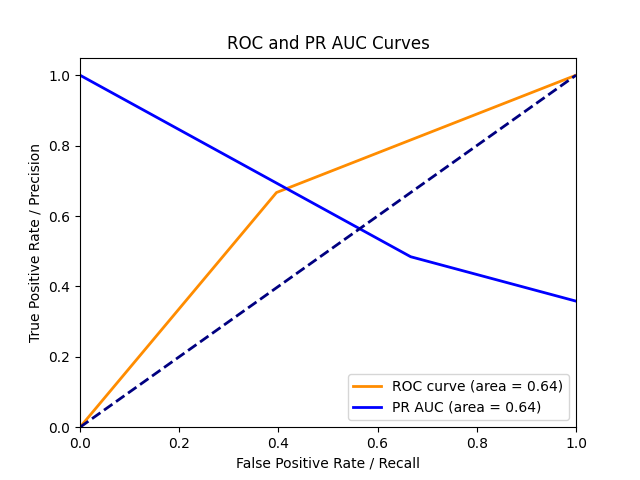 ROC and PR AUC Curves
True Positive Rate / Precision
1.0
0.8
0.6
0.4
0.2
0.0
0.0 0.2 0.4 0.6 0.8 1.0
False Positive Rate / Recall
ROC curve (area = 0.64)
PR AUC (area = 0.64)